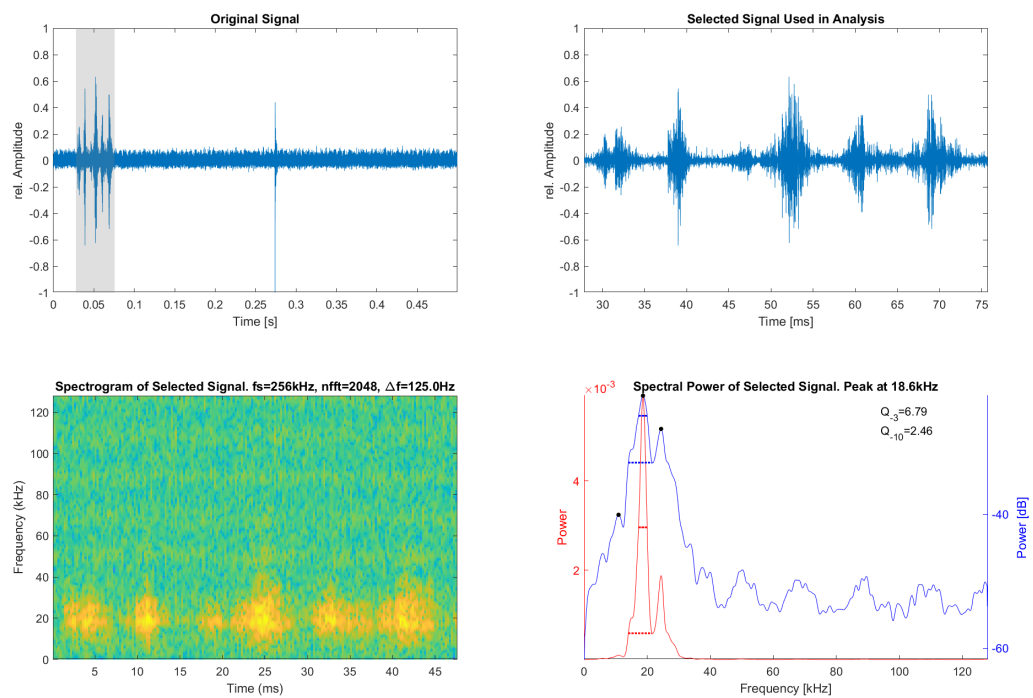 Original Signal
1
0.8
0.6
0.4
0.2
0
-0.2
-0.4
-0.6
-0.8
-1
rel. Amplitude
0 0.05 0.1 0.15 0.2 0.25 0.3 0.35 0.4 0.45
Time [s]
Selected Signal Used in Analysis
1
0.8
0.6
0.4
0.2
0
-0.2
-0.4
-0.6
-0.8
-1
rel. Amplitude
30 35 40 45 50 55 60 65 70 75
Time [ms]
Spectrogram of Selected Signal. fs=256kHz, nfft=2048, Δf=125.0Hz
120
100
80
60
40
20
0
Frequency (kHz)
5 10 15 20 25 30 35 40 45
Time (ms)
×10-3
Spectral Power of Selected Signal. Peak at 18.6kHz
Q-3=6.79
Q-10=2.46
4
2
Power
-40
-60
Power [dB]
0 20 40 60 80 100 120
Frequency [kHz]